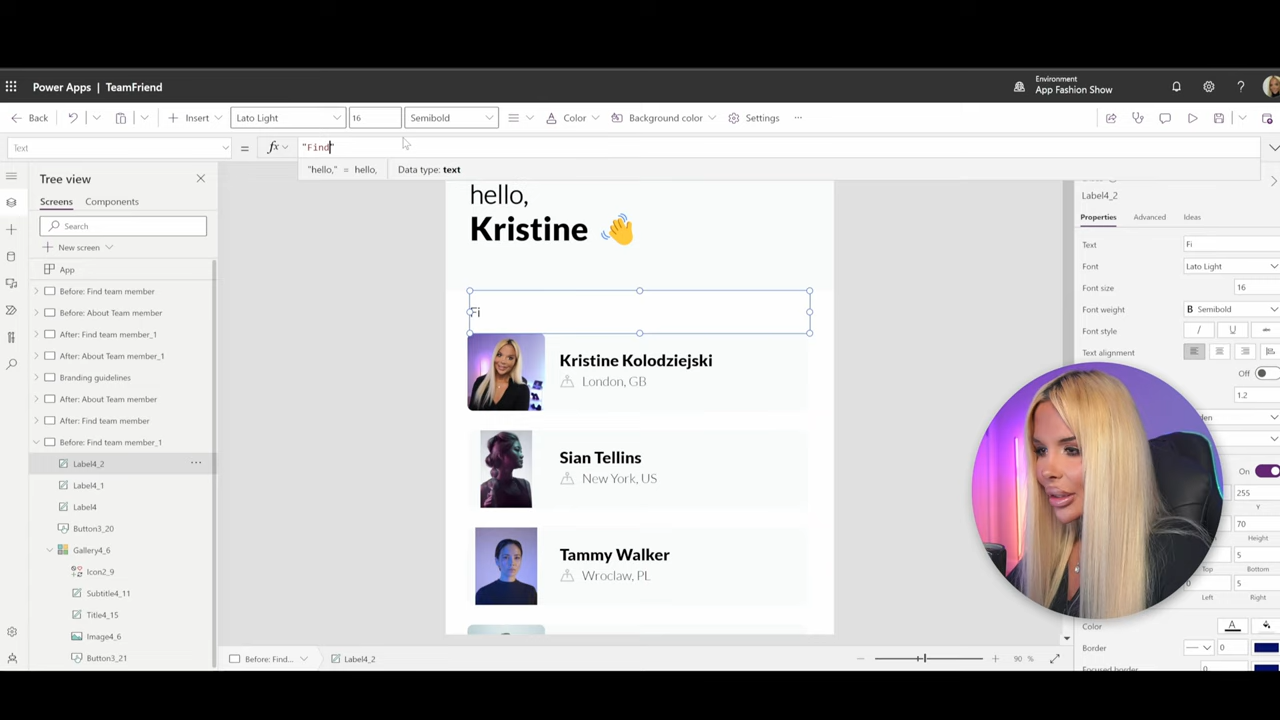 Power Apps | TeamFriend
Environment
App Fashion Show
Back
Insert
Lato Light
16
Semibold
Color
Background color
Settings
Text
=
fx
"Find"
"hello," = hello,
Data type: text
Tree view
Screens
Components
Search
New screen
App
Before: Find team member
Before: About Team member
After: Find team member_1
After: About Team member_1
Branding guidelines
After: About Team member
After: Find team member
Before: Find team member_1
Label4_2
Label4_1
Label4
Button3_20
Gallery4_6
Icon2_9
Subtitle4_11
Title4_15
Image4_6
Button3_21
hello,
Kristine
Fi
Kristine Kolodziejski
London, GB
Sian Tellins
New York, US
Tammy Walker
Wroclaw, PL
Before: Find...
Label4_2
90 %
Label4_2
Properties
Advanced
Ideas
Text
Fi
Font
Lato Light
Font size
16
Font weight
B Semibold
Font style
Text alignment
Off
1.2
On
255
Y
70
Height
5
Top
Bottom
0
5
Left
Right
Color
Border
0
0